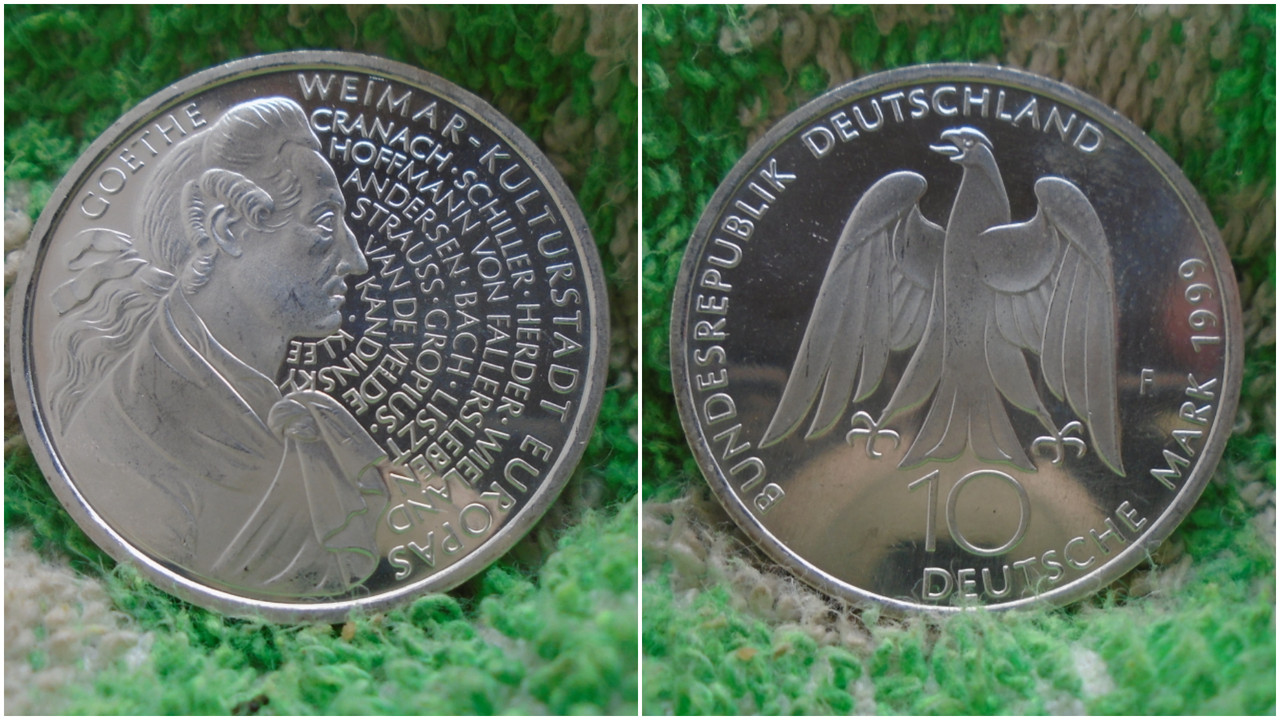 GOETHE
WEIMAR-KULTURSTADT EUROPAS
CRANACH·SCHILLER·HERDER·WIELAND
HOFFMANN VON FALLERSLEBEN
ANDERSEN·BACH·LISZT
STRAUSS·GROPIUS·
VAN DE VELDE
·KANDINSKY
·KLEE
BUNDESREPUBLIK DEUTSCHLAND
1999
F
10
DEUTSCHE MARK